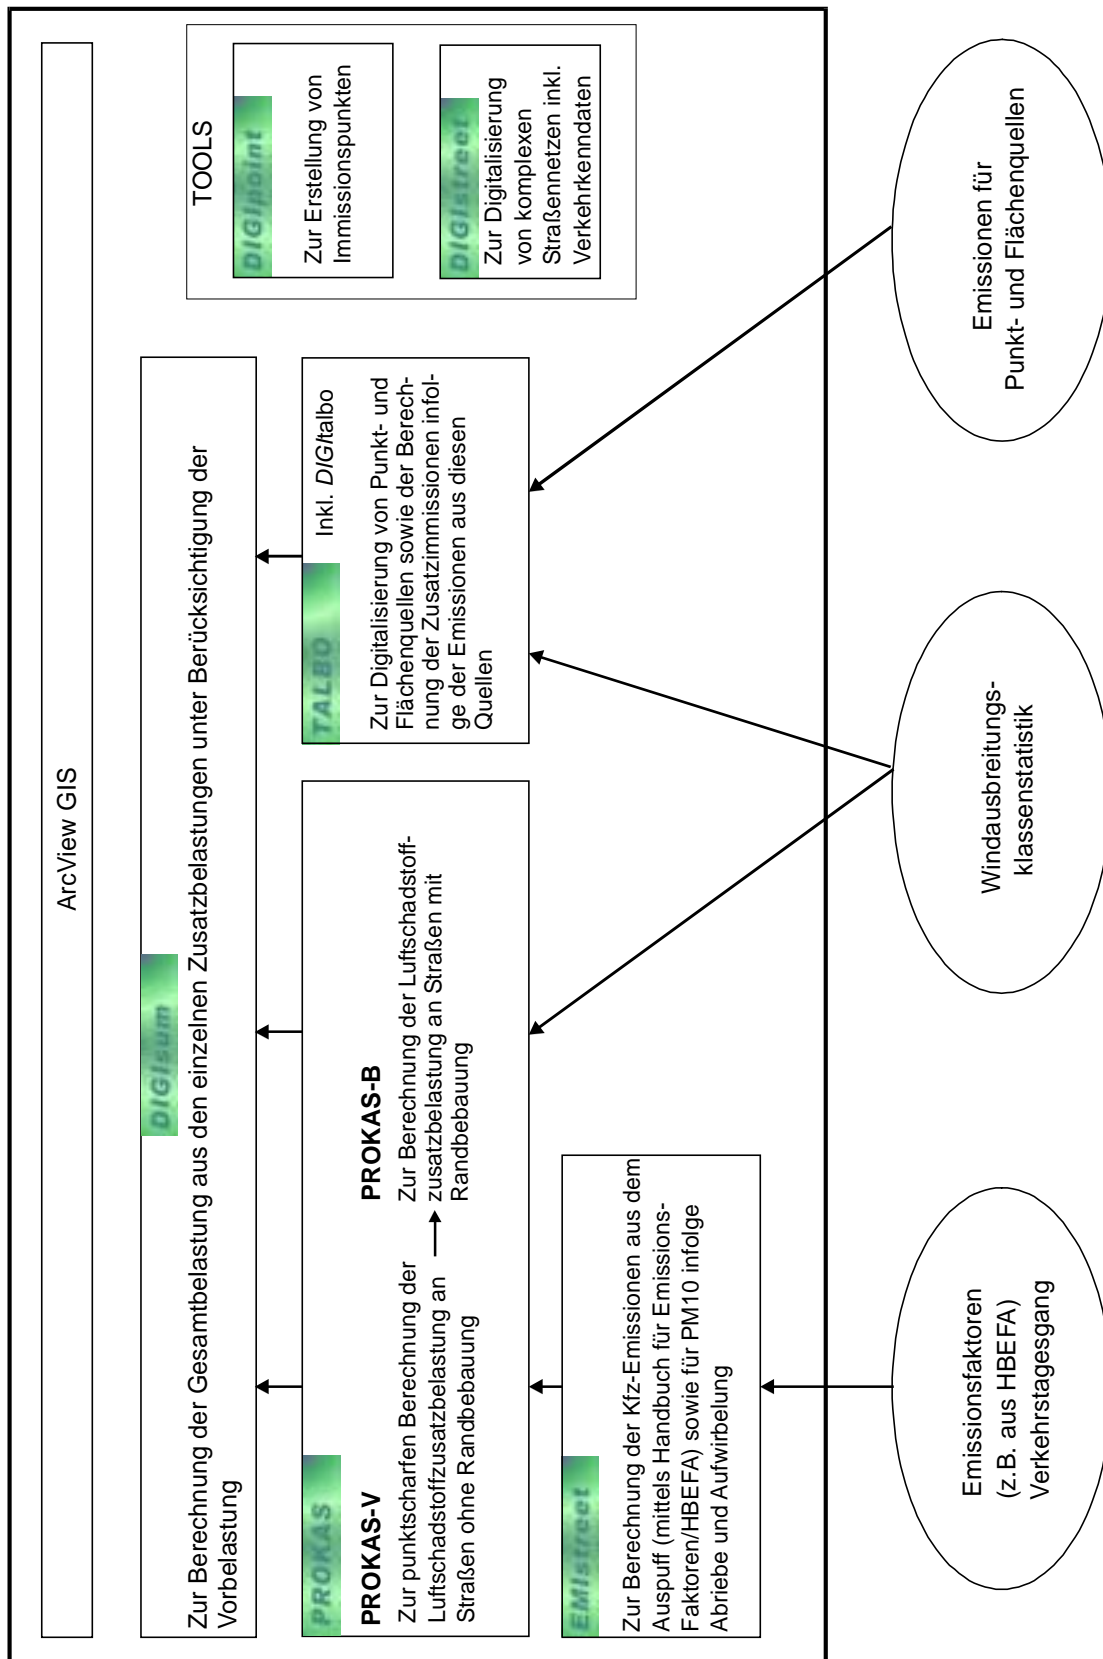 ArcView GIS
DIGIsum
Zur Berechnung der Gesamtbelastung aus den einzelnen Zusatzbelastungen unter Berücksichtigung der
Vorbelastung
PROKAS
PROKAS-V
Zur punktscharfen Berechnung der
Luftschadstoffzusatzbelastung an
Straßen ohne Randbebauung
PROKAS-B
Zur Berechnung der Luftschadstoff-
zusatzbelastung an Straßen mit
Randbebauung
TALBO
Inkl. DIGItalbo
Zur Digitalisierung von Punkt- und
Flächenquellen sowie der Berech-
nung der Zusatzimmissionen infol-
ge der Emissionen aus diesen
Quellen
TOOLS
DIGIpoint
Zur Erstellung von
Immissionspunkten
DIGIstreet
Zur Digitalisierung
von komplexen
Straßennetzen inkl.
Verkehrkenndaten
EMIstreet
Zur Berechnung der Kfz-Emissionen aus dem
Auspuff (mittels Handbuch für Emissions-
Faktoren/HBEFA) sowie für PM10 infolge
Abriebe und Aufwirbelung
Emissionsfaktoren
(z.B. aus HBEFA)
Verkehrstagesgang
Windausbreitungs-
klassenstatistik
Emissionen für
Punkt- und Flächenquellen